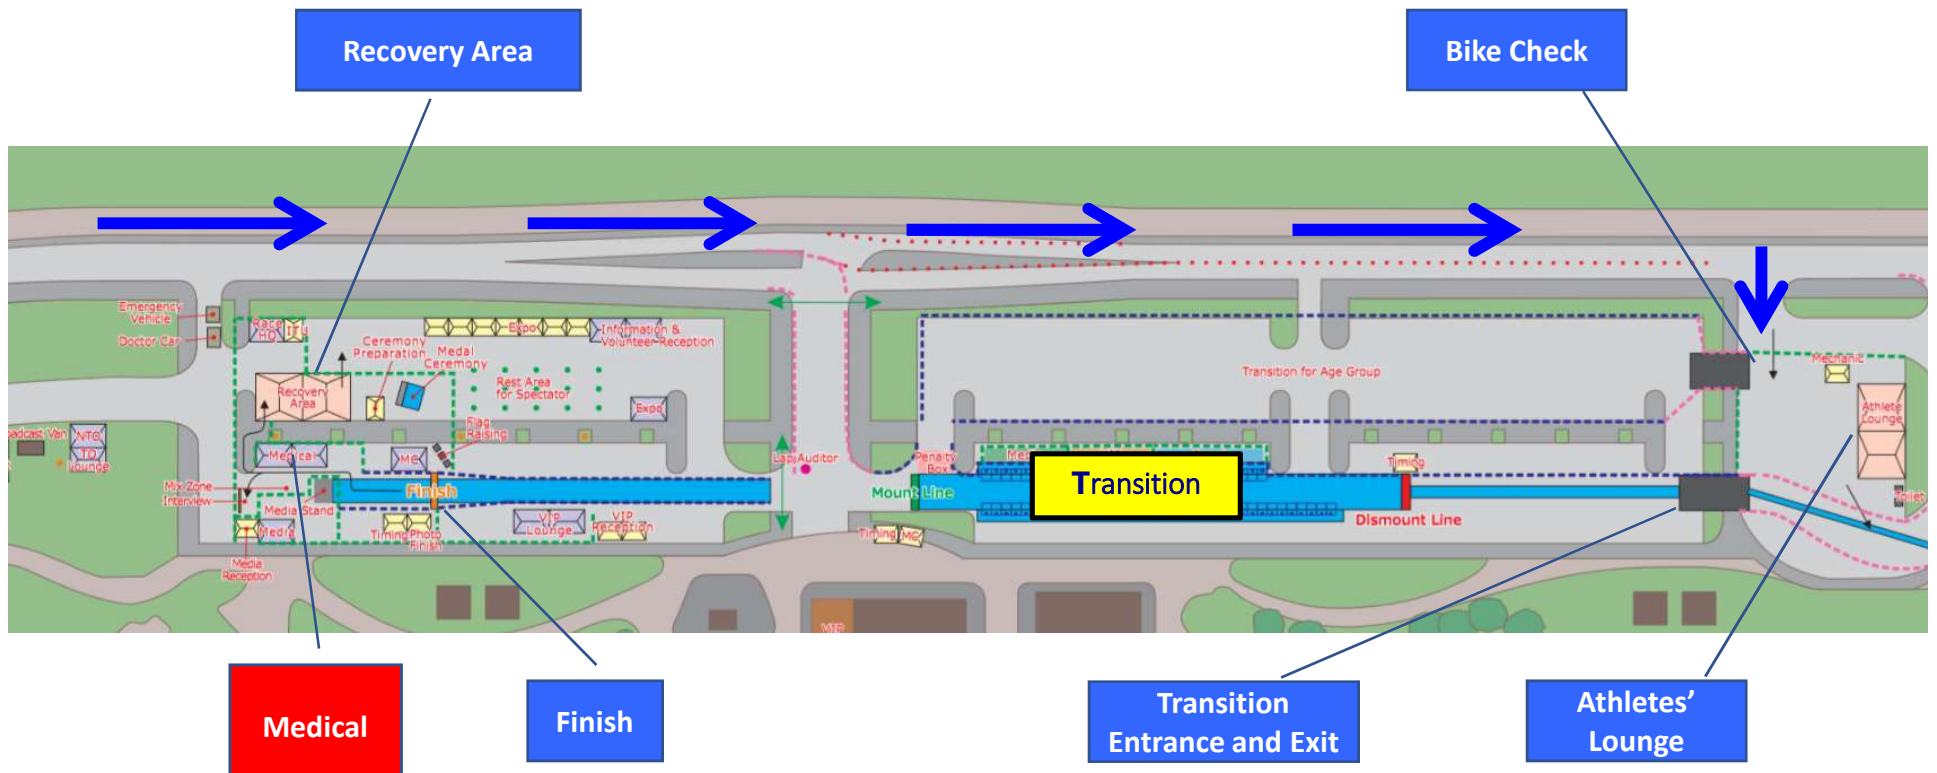 Recovery Area
Bike Check
Emergency
Vehicle
Doctor Car
Race
HQ
ITU
Ceremony
Preparation
Medal
Ceremony
Expo
Information &
Volunteer Reception
Recovery
Area
Rest Area
for Spectator
Expo
Flag
Raising
Transition for Age Group
Mechanic
Athlete
Lounge
Toilet
Van
NTO
TO
Lounge
Medical
MC
Lap Auditor
Penalty
Box
Timing
Mix Zone
Interview
Media Stand
Finish
Mount Line
Transition
Dismount Line
Media
Timing
Photo
Finish
VIP
Lounge
VIP
Reception
Timing
MC
Media
Reception
VIP
Medical
Finish
Transition
Entrance and Exit
Athletes’
Lounge